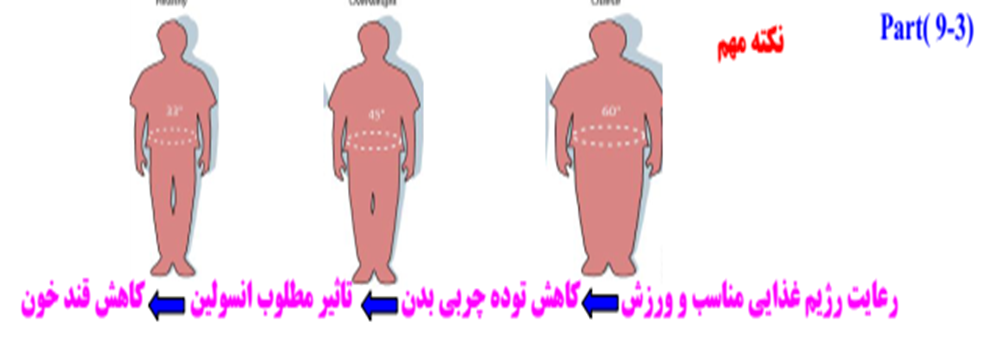 Part( 9-3)
نکته مهم
33"
45"
60"
رعایت رژیم غذایی مناسب و ورزش کاهش توده چربی بدن تاثیر مطلوب انسولین کاهش قند خون